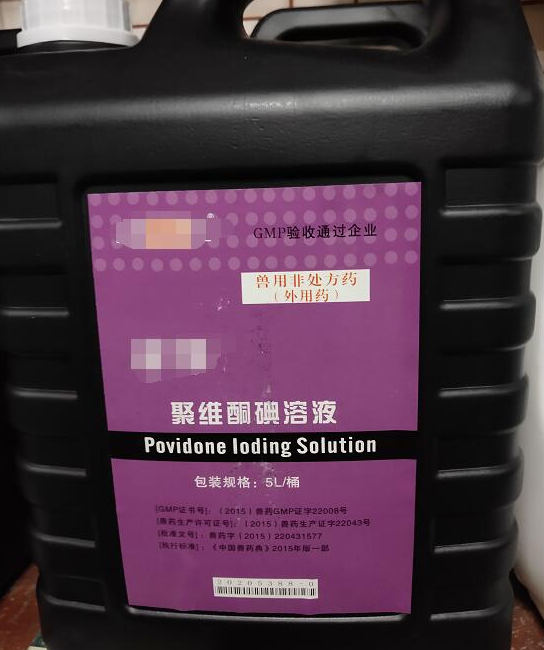 ®
GMP验收通过企业
兽用非处方药
（外用药）
聚维酮碘溶液
Povidone Ioding Solution
包装规格：5L/桶
[GMP证书号]：（2015）兽药GMP证字22008号
[兽药生产许可证号]：（2015）兽药生产证字22043号
[批准文号]：兽药字（2015）220431577
[执行标准]：《中国兽药典》2015年版一部
20205388-0